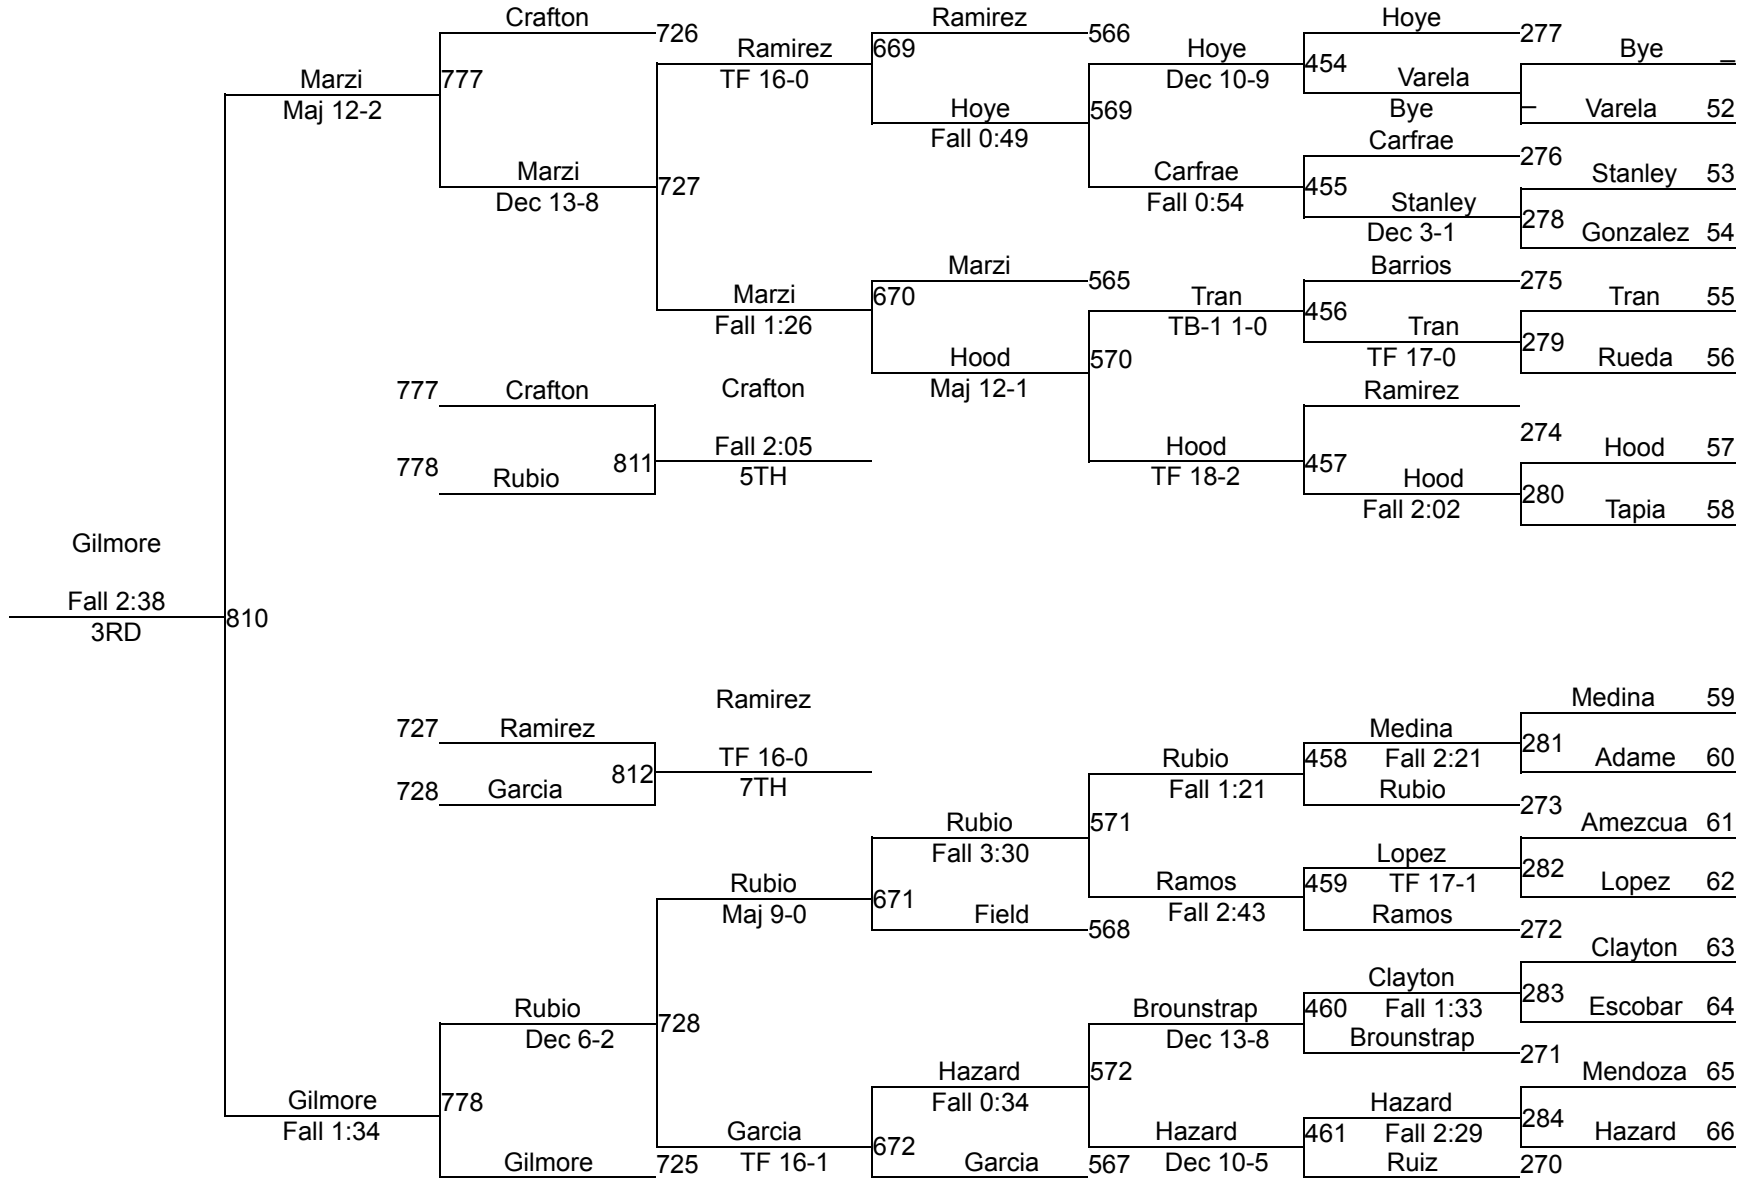 Crafton
726
Marzi
Maj 12-2
777
Marzi
Dec 13-8
727
Ramirez
TF 16-0
669
Ramirez
566
Hoye
Fall 0:49
569
Hoye
Dec 10-9
454
Hoye
277
Varela
Bye
Bye _
_
Varela 52
Carfrae
Fall 0:54
455
Carfrae
276
Stanley
Dec 3-1
278
Stanley 53
Gonzalez 54
Marzi
Fall 1:26
670
Marzi
565
Hood
Maj 12-1
570
Tran
TB-1 1-0
456
Barrios
275
Tran
TF 17-0
279
Tran 55
Rueda 56
Hood
TF 18-2
457
Ramirez
274
Hood
Fall 2:02
280
Hood 57
Tapia 58
777 Crafton
778 Rubio
811
Crafton
Fall 2:05
5TH
Gilmore
Fall 2:38
3RD
810
727 Ramirez
728 Garcia
812
Ramirez
TF 16-0
7TH
Rubio
Fall 3:30
571
Rubio
Fall 1:21
458
Medina
Fall 2:21
281
Medina 59
Adame 60
Rubio
273
Ramos
Fall 2:43
459
Lopez
TF 17-1
282
Amezcua 61
Lopez 62
Ramos
272
Rubio
Maj 9-0
671
Field
568
Rubio
Dec 6-2
728
Brounstrap
Dec 13-8
460
Clayton
Fall 1:33
283
Clayton 63
Escobar 64
Brounstrap
271
Hazard
Fall 0:34
572
Hazard
Dec 10-5
461
Hazard
Fall 2:29
284
Mendoza 65
Hazard 66
Ruiz
270
Gilmore
Fall 1:34
778
Gilmore
725
Garcia
TF 16-1
672
Garcia
567